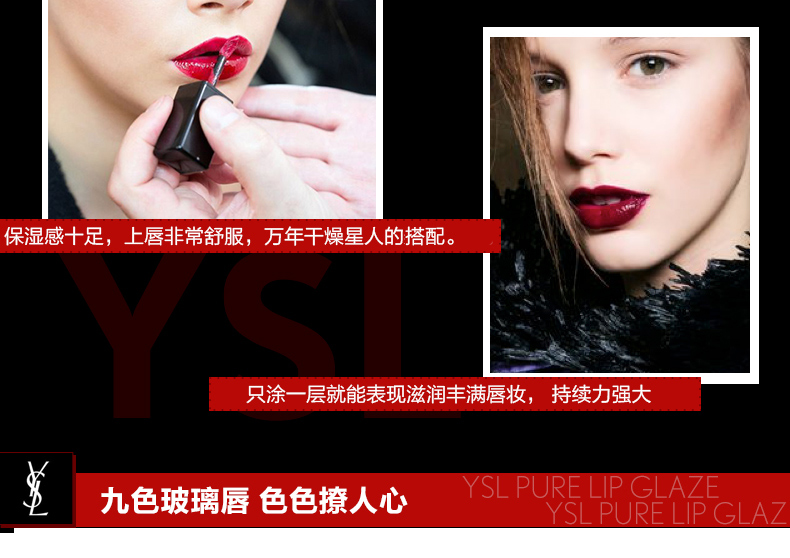 保湿感十足，上唇非常舒服，万年干燥星人的搭配。
YSL
只涂一层就能表现滋润丰满唇妆， 持续力强大
YSL
九色玻璃唇 色色撩人心
YSL PURE LIP GLAZE
YSL PURE LIP GLAZ